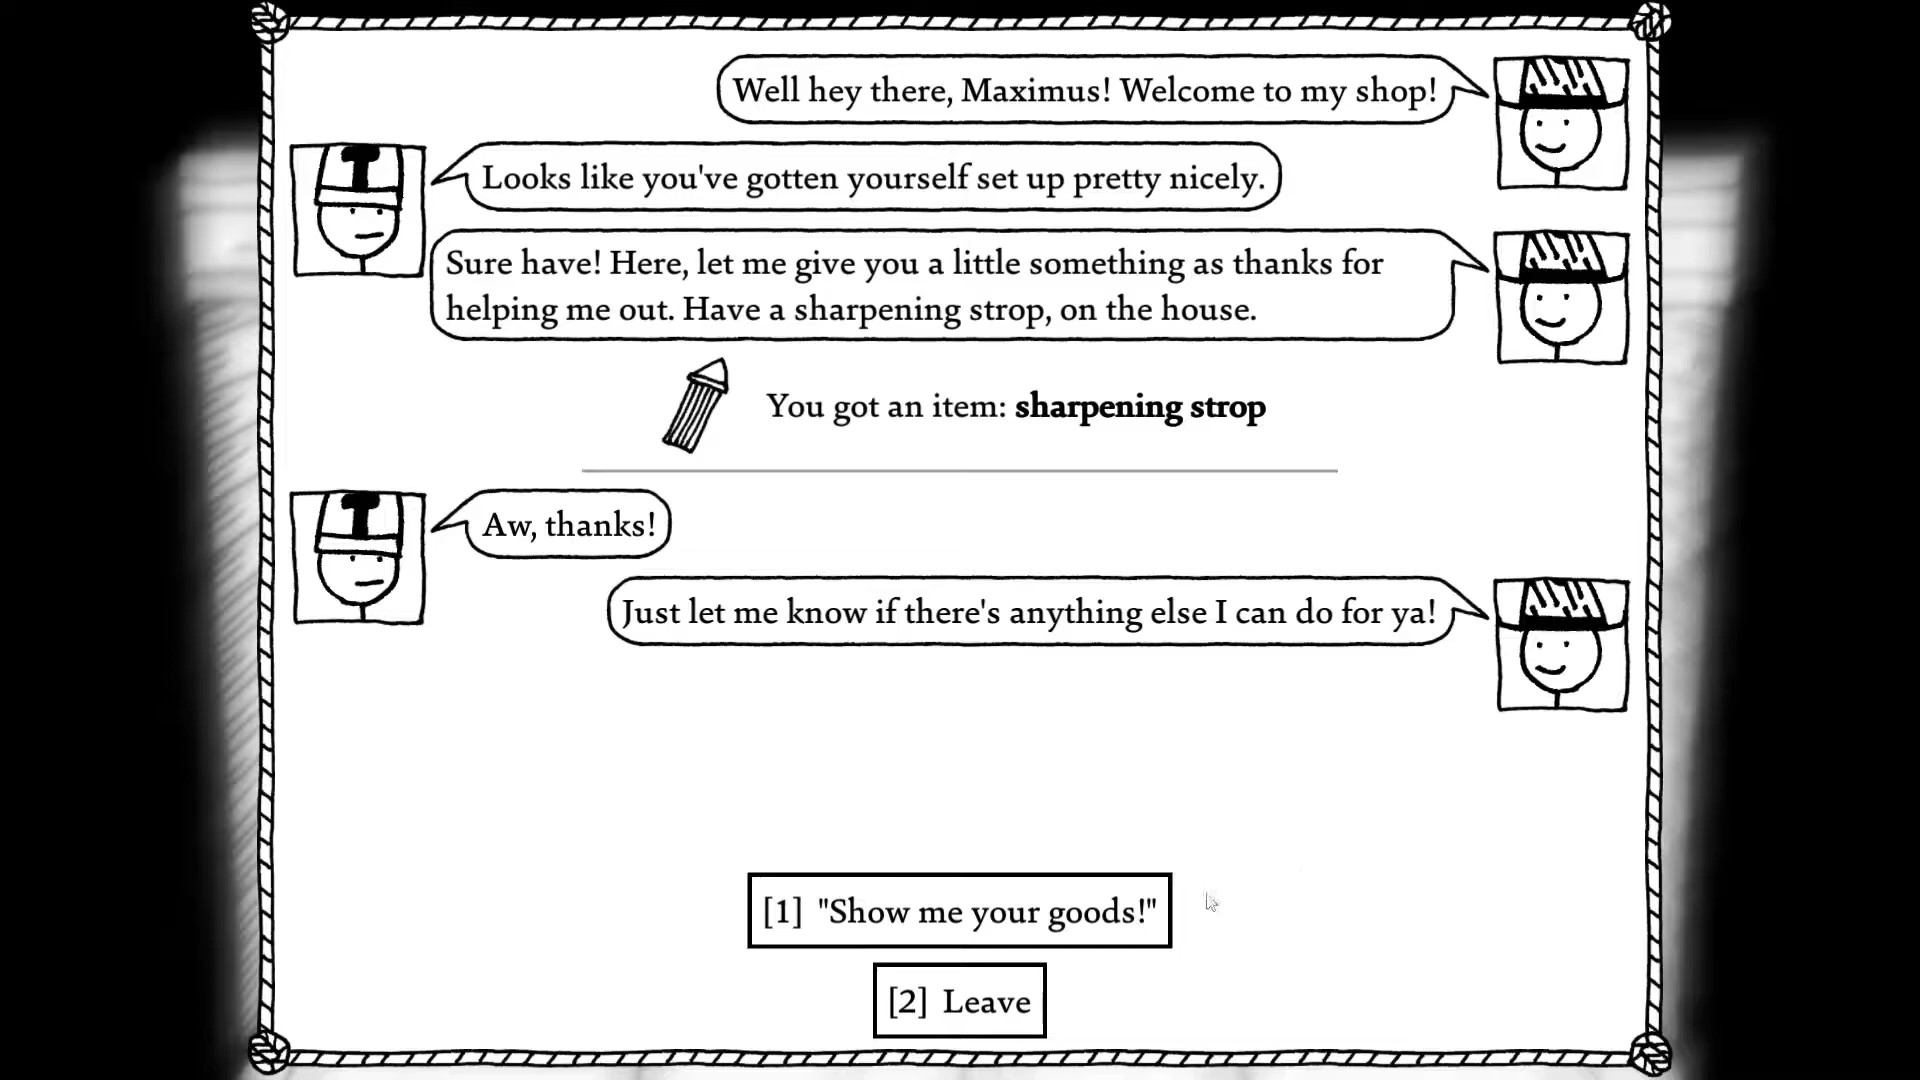 Well hey there, Maximus! Welcome to my shop!
Looks like you've gotten yourself set up pretty nicely.
Sure have! Here, let me give you a little something as thanks for
helping me out. Have a sharpening strop, on the house.
You got an item: sharpening strop
Aw, thanks!
Just let me know if there's anything else I can do for ya!
[1] "Show me your goods!"
[2] Leave